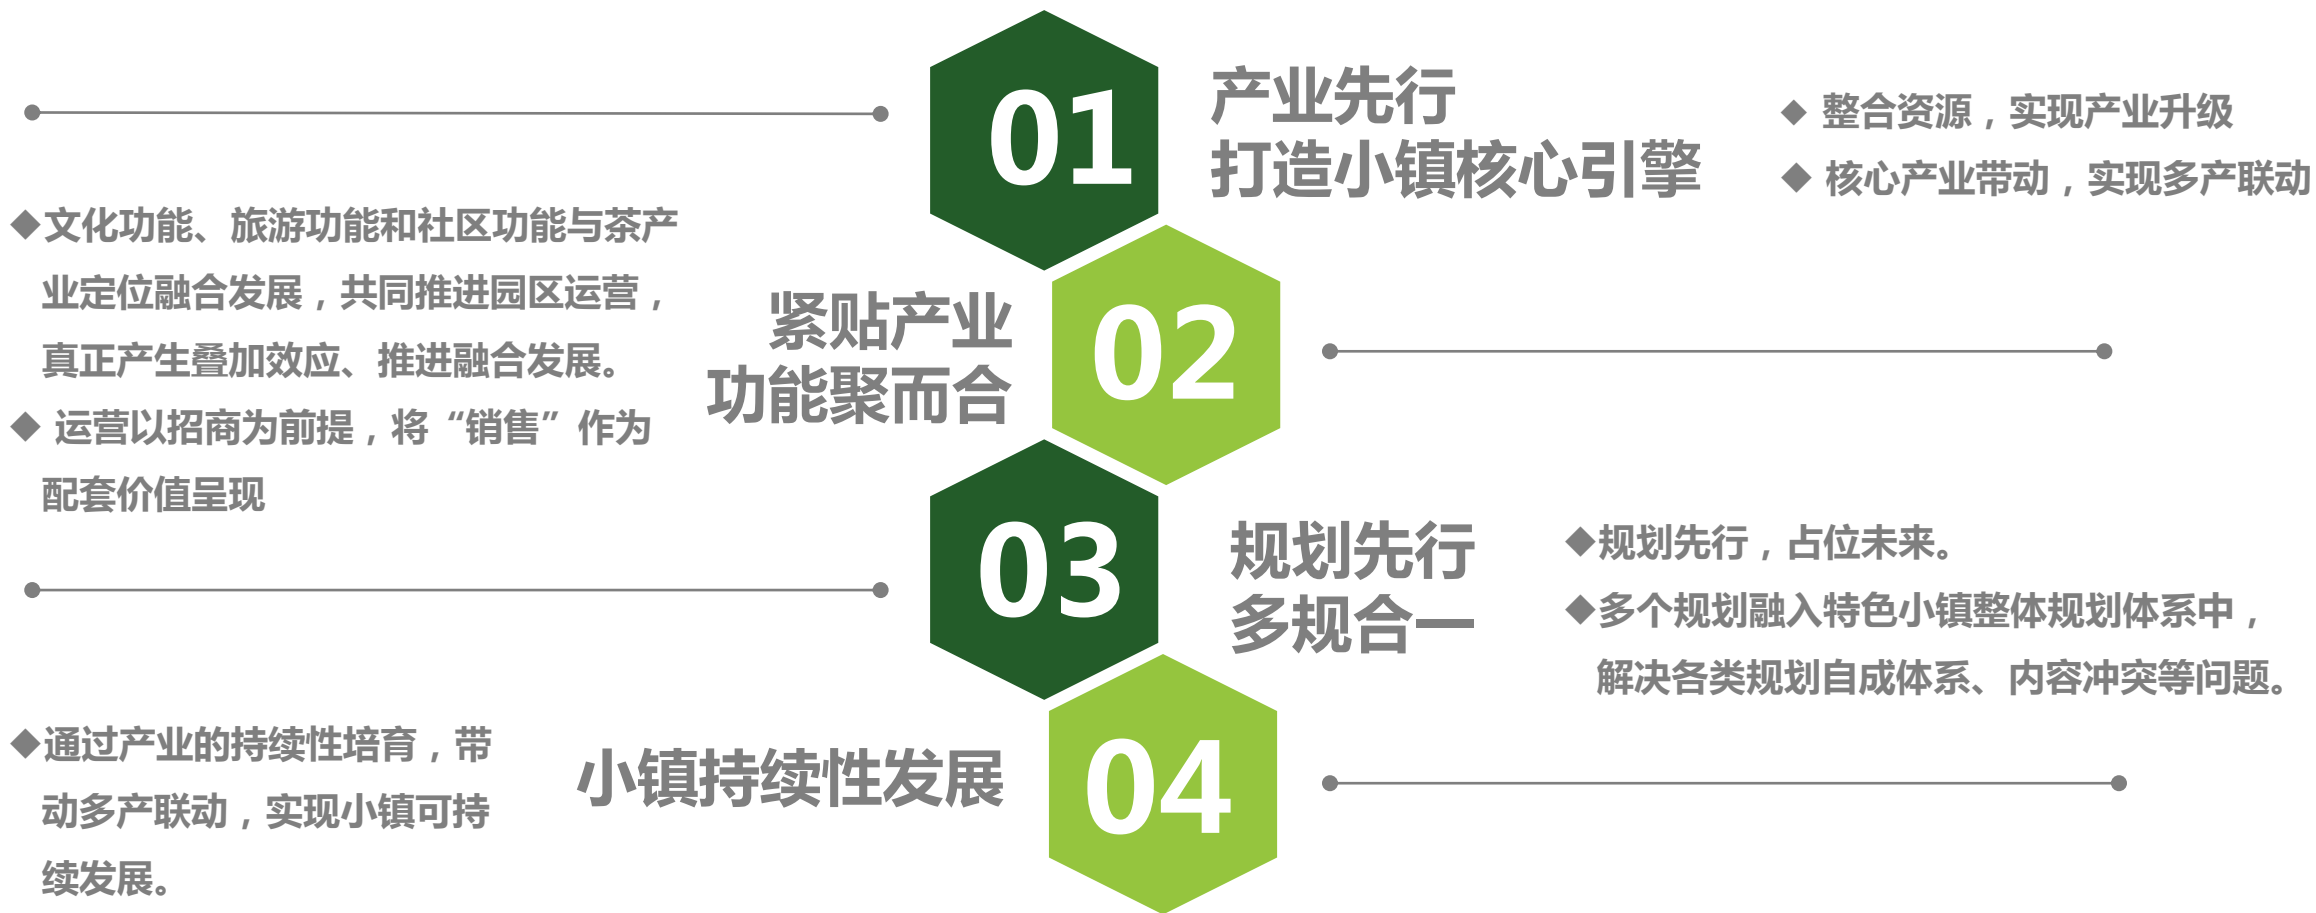 01
产业先行
打造小镇核心引擎
◆ 整合资源，实现产业升级
◆ 核心产业带动，实现多产联动
02
紧贴产业
功能聚而合
◆文化功能、旅游功能和社区功能与茶产
业定位融合发展，共同推进园区运营，
真正产生叠加效应、推进融合发展。
◆ 运营以招商为前提，将“销售”作为
配套价值呈现
03
规划先行
多规合一
◆规划先行，占位未来。
◆多个规划融入特色小镇整体规划体系中，
解决各类规划自成体系、内容冲突等问题。
04
小镇持续性发展
◆通过产业的持续性培育，带
动多产联动，实现小镇可持
续发展。